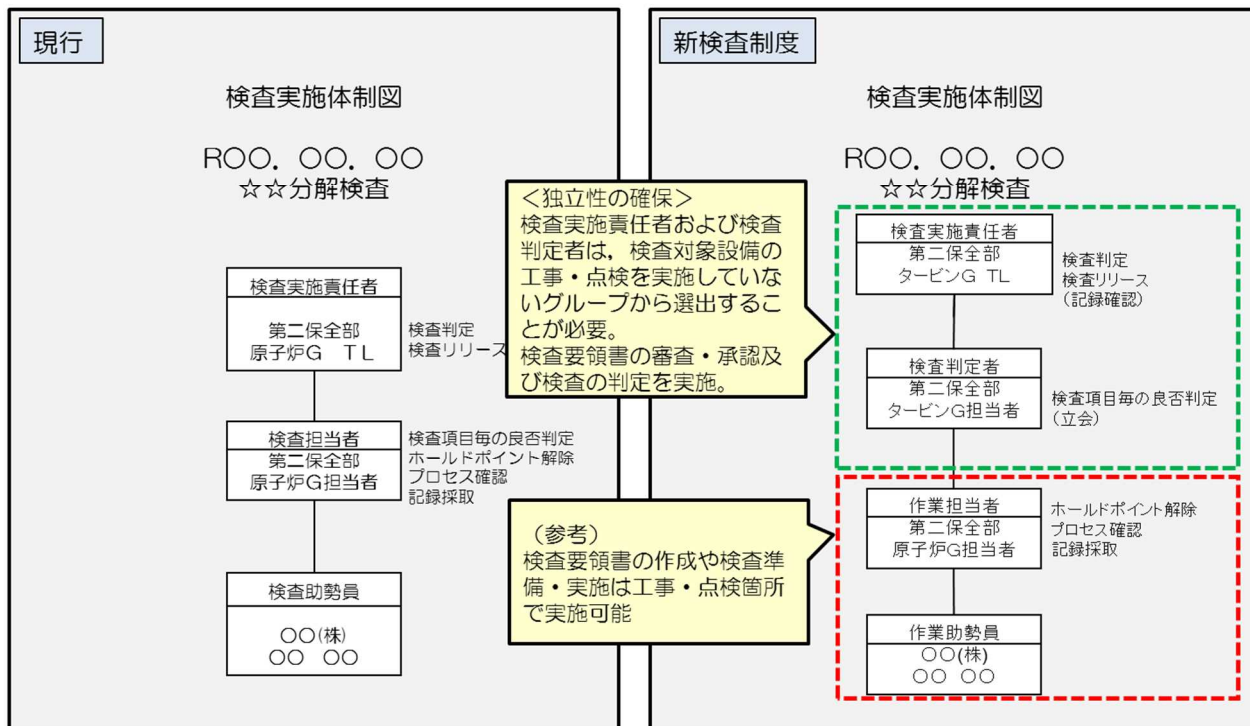 現行
検査実施体制図
R○○．○○．○○
☆☆分解検査
検査実施責任者
第二保全部
原子炉G　TL
検査判定
検査リリース
検査担当者
第二保全部
原子炉G担当者
検査項目毎の良否判定
ホールドポイント解除
プロセス確認
記録採取
検査助勢員
○○(株)
○○　○○
＜独立性の確保＞
検査実施責任者および検査
判定者は，検査対象設備の
工事・点検を実施していな
いグループから選出するこ
とが必要。
検査要領書の審査・承認及
び検査の判定を実施。
（参考）
検査要領書の作成や検査準
備・実施は工事・点検箇所
で実施可能
新検査制度
検査実施体制図
R○○．○○．○○
☆☆分解検査
検査実施責任者
第二保全部
タービンG　TL
検査判定
検査リリース
(記録確認)
検査判定者
第二保全部
タービンG担当者
検査項目毎の良否判定
(立会)
作業担当者
第二保全部
原子炉G担当者
ホールドポイント解除
プロセス確認
記録採取
作業助勢員
○○(株)
○○　○○